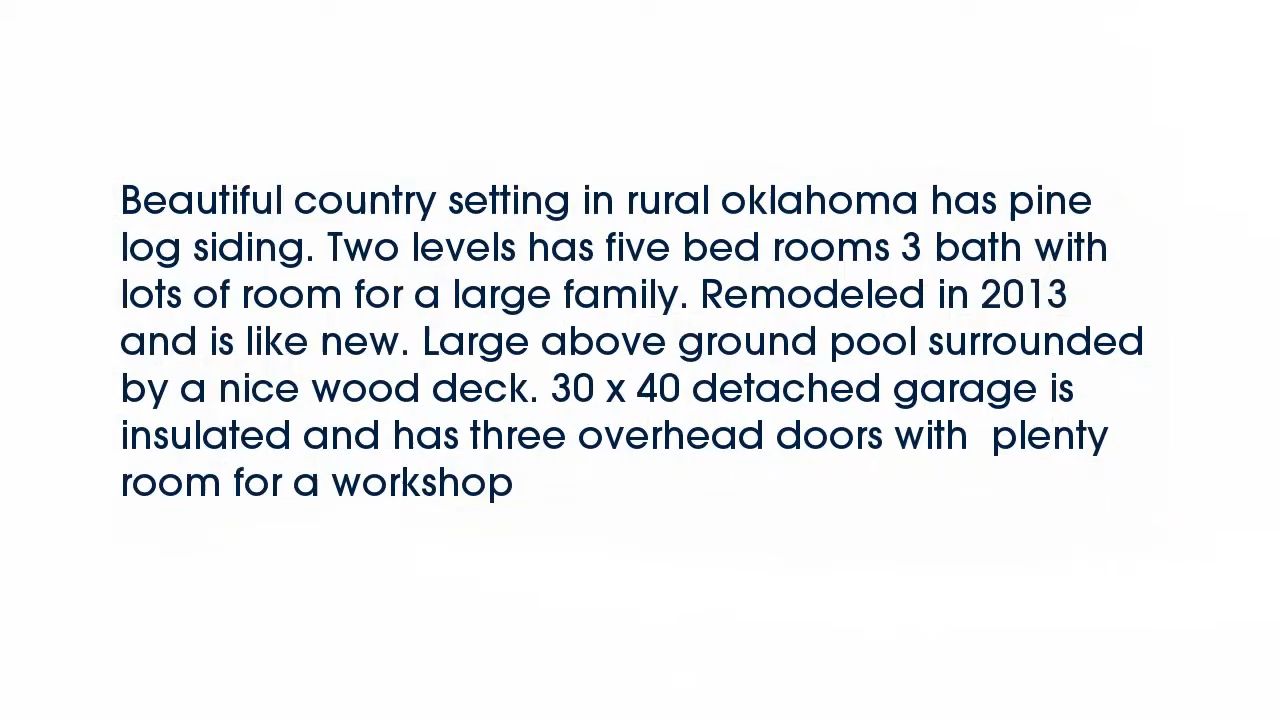 Beautiful country setting in rural oklahoma has pine
log siding. Two levels has five bed rooms 3 bath with
lots of room for a large family. Remodeled in 2013
and is like new. Large above ground pool surrounded
by a nice wood deck. 30 x 40 detached garage is
insulated and has three overhead doors with  plenty
room for a workshop